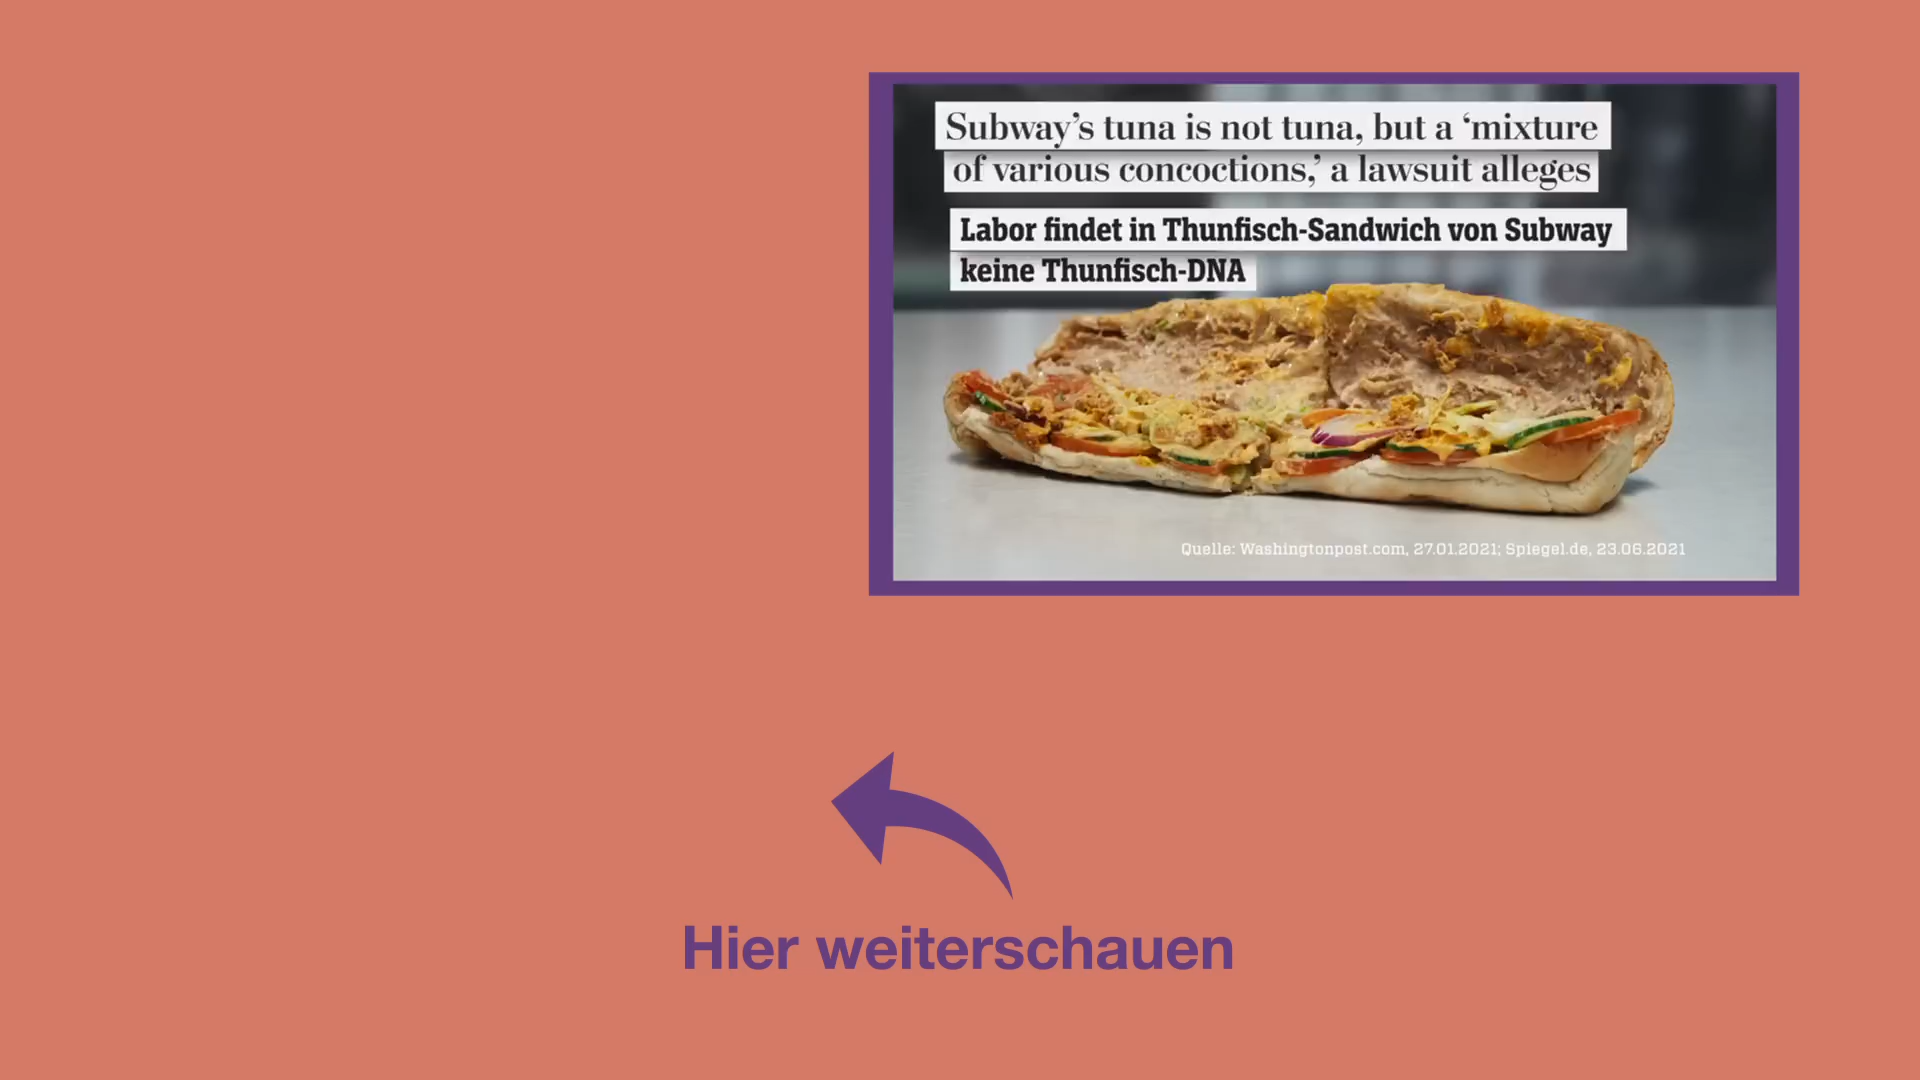 Subway’s tuna is not tuna, but a ‘mixture
of various concoctions,’ a lawsuit alleges
Labor findet in Thunfisch-Sandwich von Subway
keine Thunfisch-DNA
Quelle: Washingtonpost.com, 27.01.2021; Spiegel.de, 23.06.2021
Hier weiterschauen